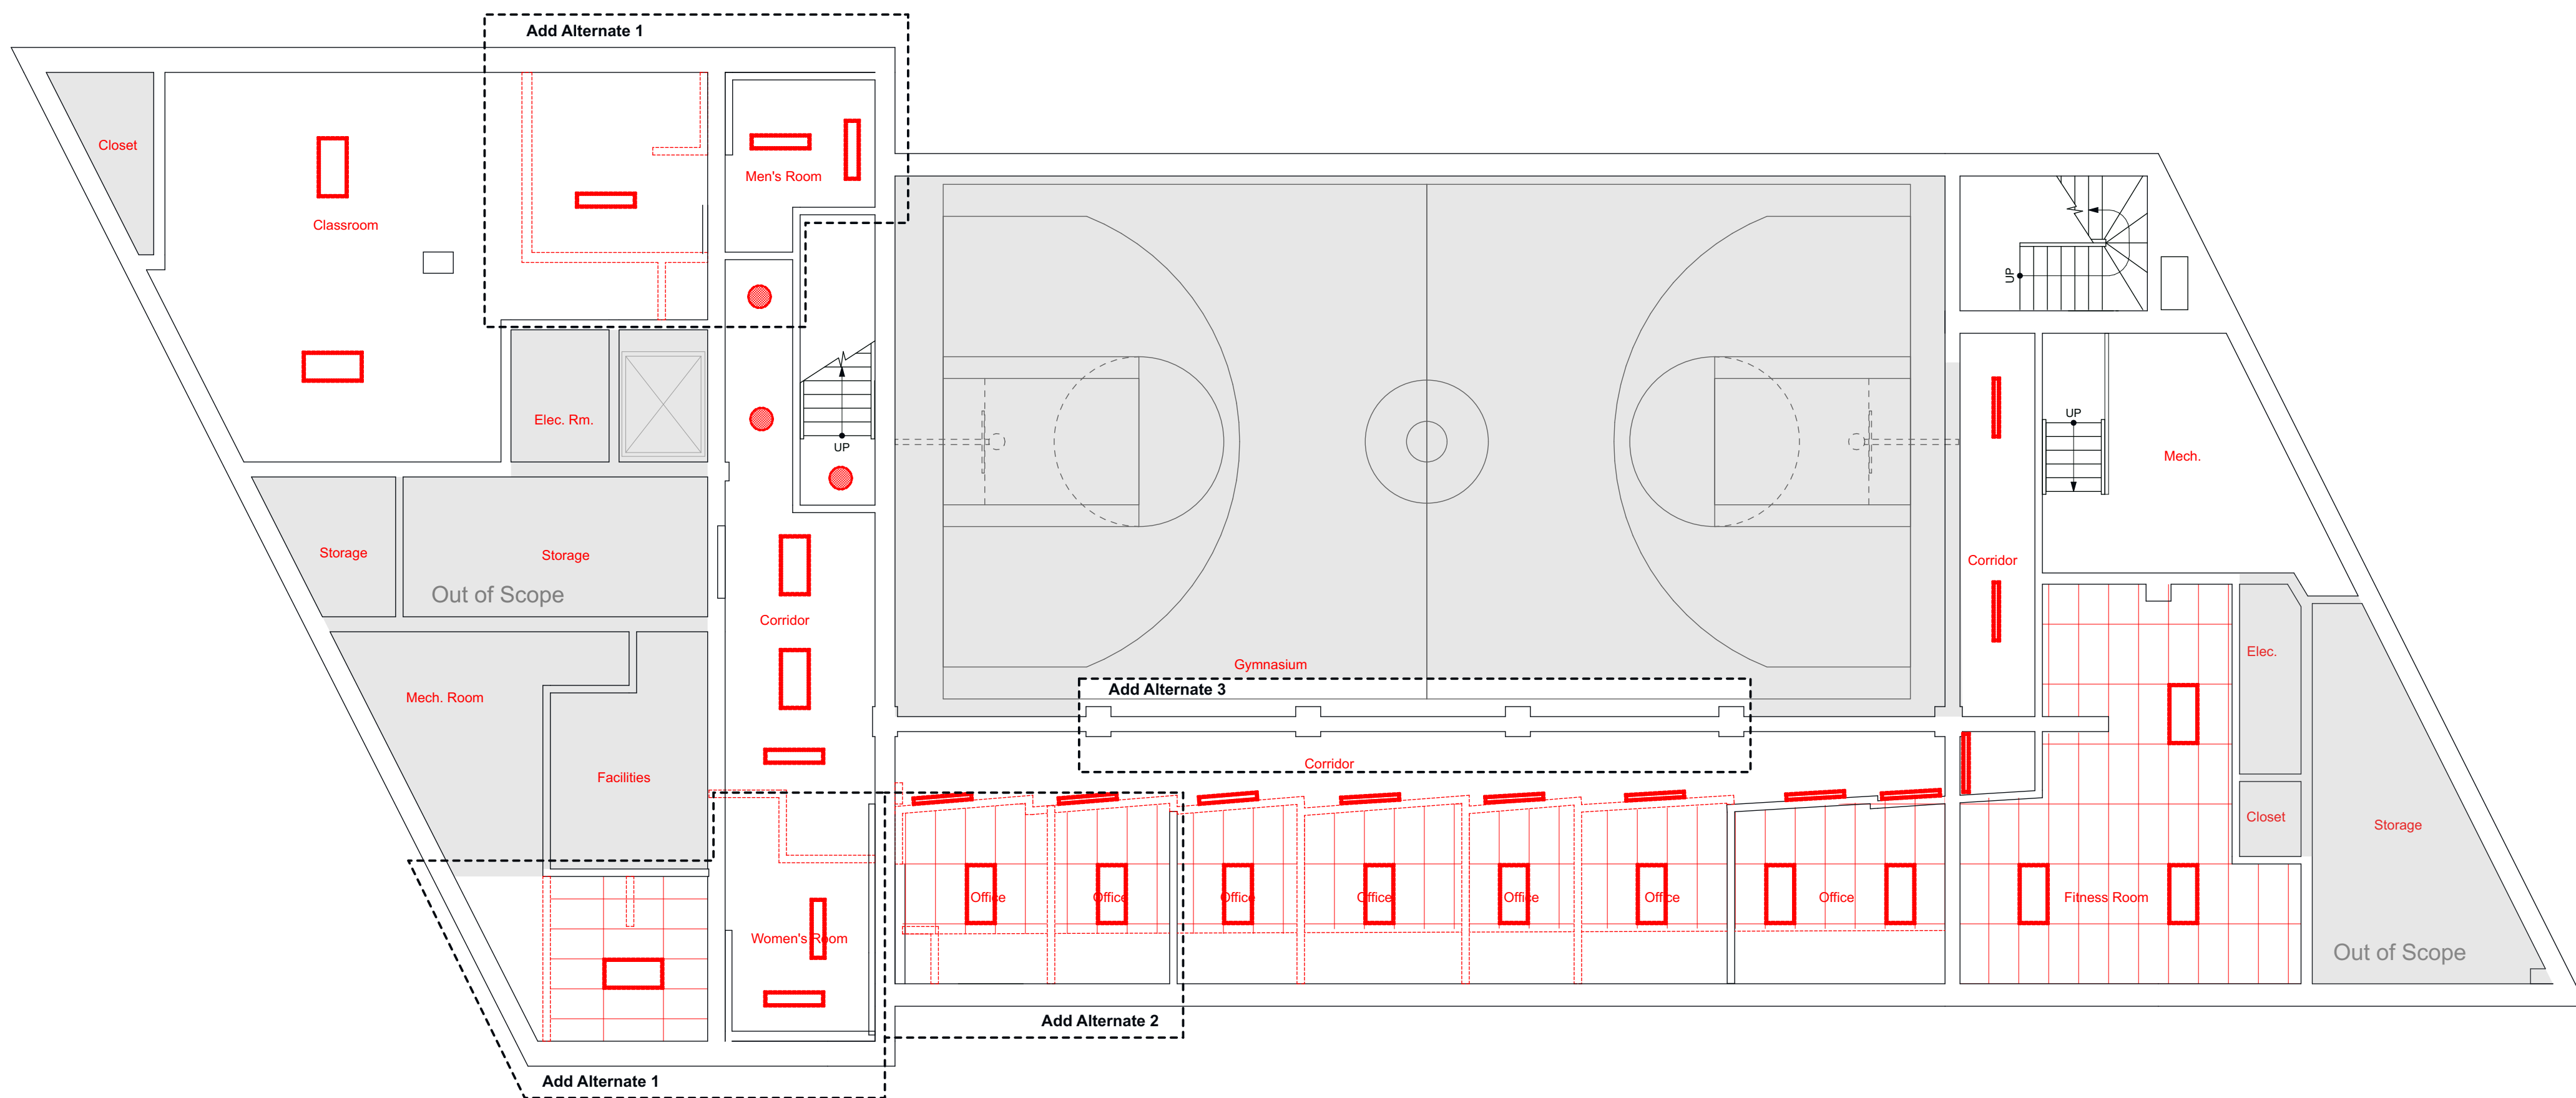 Add Alternate 1
Closet
Men's Room
Classroom
UP
Elec. Rm.
UP
UP
Mech.
Storage
Storage
Out of Scope
Corridor
Corridor
Elec.
Gymnasium
Add Alternate 3
Mech. Room
Corridor
Facilities
Closet
Storage
Office
Office
Office
Office
Office
Office
Office
Fitness Room
Women's Room
Out of Scope
Add Alternate 2
Add Alternate 1